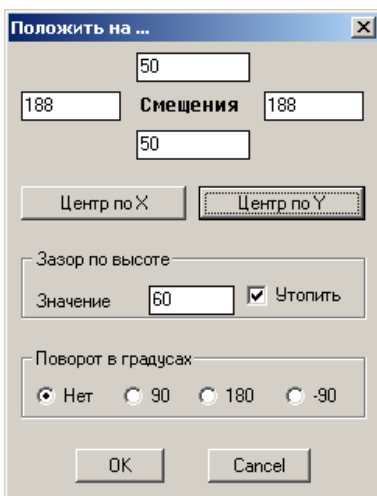 Положить на ...
50
188 Смещения 188
50
Центр по X Центр по Y
Зазор по высоте
Значение 60 Утопить
Поворот в градусах
Нет 90 180 -90
OK Cancel